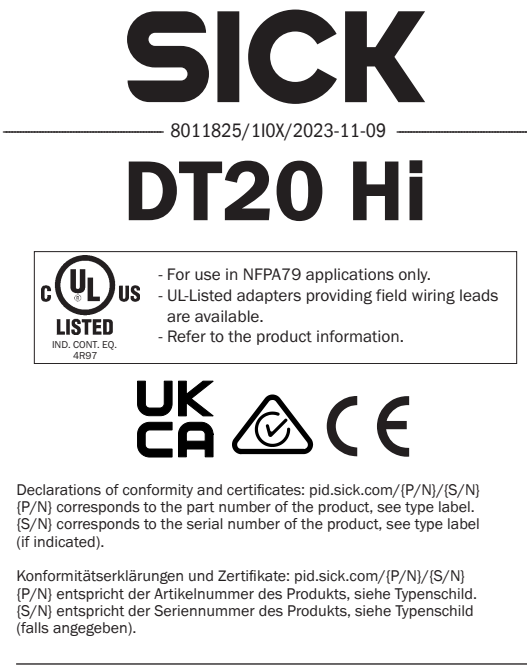 SICK
8011825/1I0X/2023-11-09
DT20 Hi
C UL US
®
LISTED
IND. CONT. EQ.
4R97
- For use in NFPA79 applications only.
- UL-Listed adapters providing field wiring leads
are available.
- Refer to the product information.
UK
CA
CE
Declarations of conformity and certificates: pid.sick.com/{P/N}/{S/N}
{P/N} corresponds to the part number of the product, see type label.
{S/N} corresponds to the serial number of the product, see type label
(if indicated).
Konformitätserklärungen und Zertifikate: pid.sick.com/{P/N}/{S/N}
{P/N} entspricht der Artikelnummer des Produkts, siehe Typenschild.
{S/N} entspricht der Seriennummer des Produkts, siehe Typenschild
(falls angegeben).